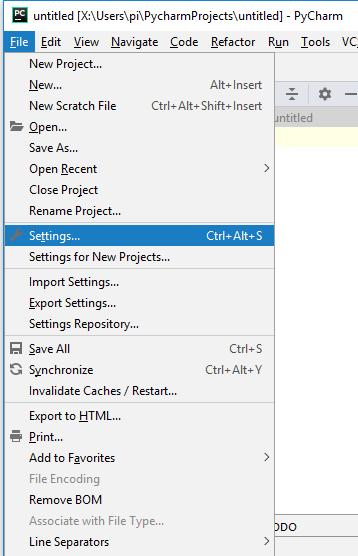 PC untitled [X:\Users\pi\PycharmProjects\untitled] - PyCharm
File Edit View Navigate Code Refactor Run Tools VC
New Project...
untitled
New... Alt+Insert
New Scratch File Ctrl+Alt+Shift+Insert
Open...
Save As...
Open Recent
Close Project
Rename Project...
Settings... Ctrl+Alt+S
Settings for New Projects...
Import Settings...
Export Settings...
Settings Repository...
Save All Ctrl+S
Synchronize Ctrl+Alt+Y
Invalidate Caches / Restart...
Export to HTML...
Print...
Add to Favorites
File Encoding
Remove BOM
Associate with File Type...
ODO
Line Separators